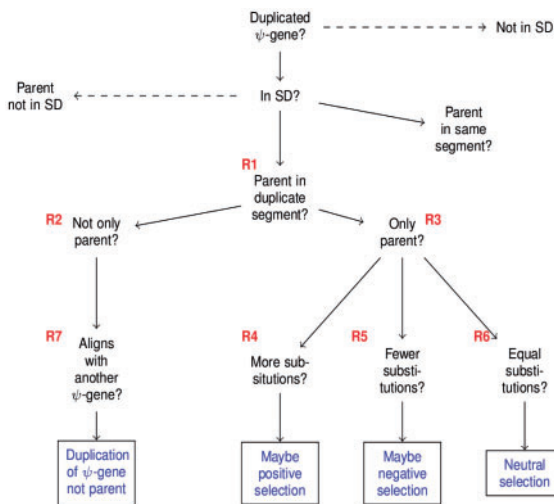 Duplicated
ψ-gene?
Not in SD
Parent
not in SD
In SD?
Parent
in same
segment?
R1
Parent in
duplicate
segment?
R2
Not only
parent?
R3
Only
parent?
R7
Aligns
with
another
ψ-gene?
R4
More sub-
situtions?
R5
Fewer
substi-
tutions?
R6
Equal
substi-
tutions?
Duplication
of ψ-gene
not parent
Maybe
positive
selection
Maybe
negative
selection
Neutral
selection